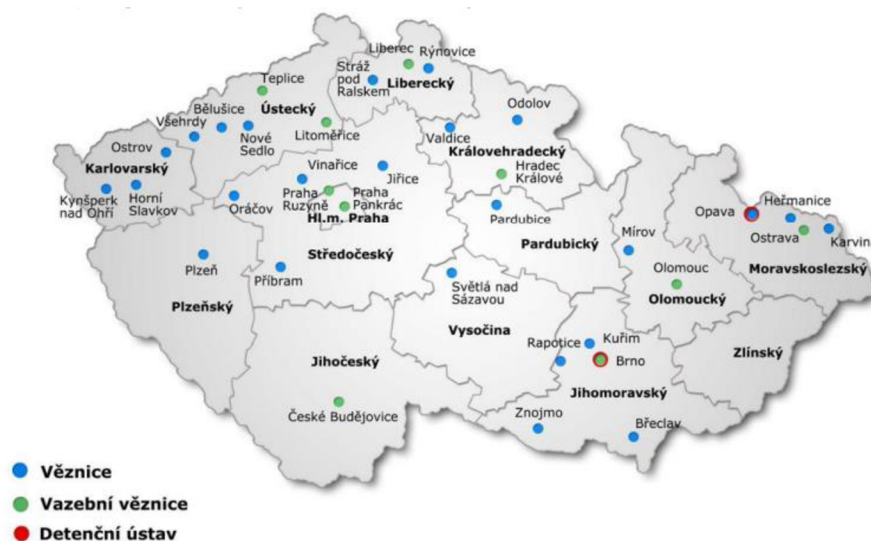 Liberec
Rýnovice
Stráž
pod
Ralskem
Liberecký
Teplice
Ústecký
Bělušice
Všehrdy
Nové
Sedlo
Litoměřice
Odolov
Valdice
Královehradecký
Hradec
Králové
Ostrov
Karlovarský
Kynšperk
nad Ohří
Horní
Slavkov
Vinařice
Jiřice
Oráčov
Praha
Ruzyně
Praha
Pankrác
Hl.m. Praha
Středočeský
Příbram
Plzeň
Plzeňský
Pardubice
Pardubický
Mírov
Opava
Heřmanice
Ostrava
Karvin
Moravskoslezský
Olomouc
Olomoucký
Světlá nad
Sázavou
Vysočina
Rapotice
Kuřim
Brno
Zlínský
Jihočeský
Jihomoravský
České Budějovice
Znojmo
Břeclav
Věznice
Vazební věznice
Detenční ústav